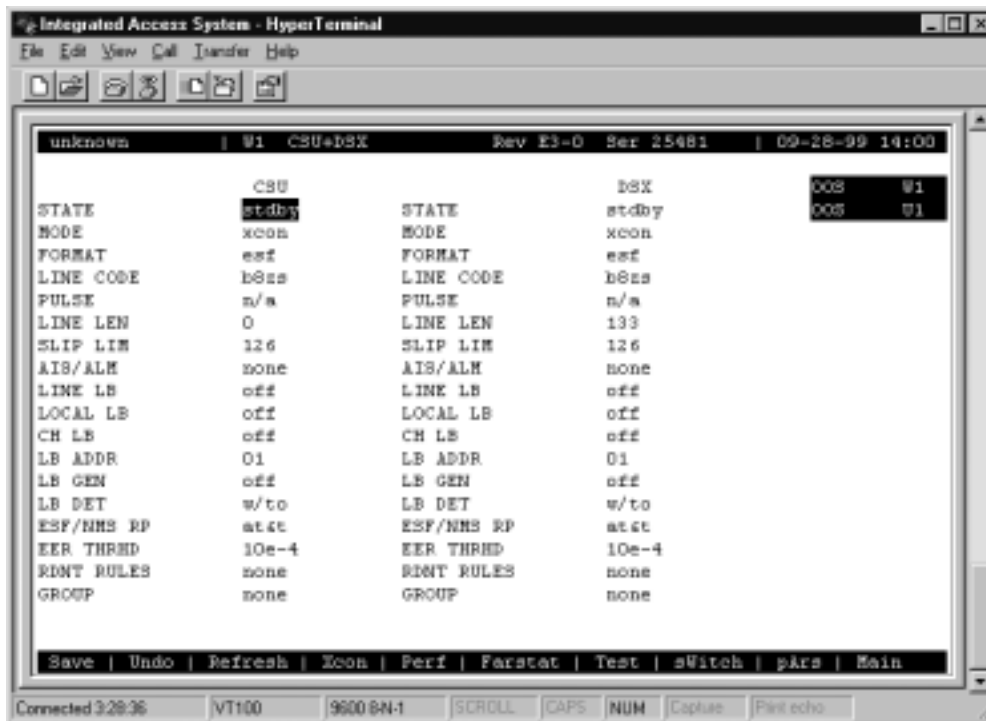 Integrated Access System - HyperTerminal
File Edit View Call Transfer Help
unknown | W1 CSU+DSX Rev E3-0 Ser 25481 | 09-28-99 14:00
CSU DSX OOS W1
STATE stdby STATE stdby OOS W1
MODE xcon MODE xcon
FORMAT esf FORMAT esf
LINE CODE b8zs LINE CODE b8zs
PULSE n/a PULSE n/a
LINE LEN 0 LINE LEN 133
SLIP LIM 126 SLIP LIM 126
AIS/ALM none AIS/ALM none
LINE LB off LINE LB off
LOCAL LB off LOCAL LB off
CH LB off CH LB off
LB ADDR 01 LB ADDR 01
LB GEN off LB GEN off
LB DET w/to LB DET w/to
ESF/NMS RP at&t ESF/NMS RP at&t
EER THRHD 10e-4 EER THRHD 10e-4
RDNT RULES none RDNT RULES none
GROUP none GROUP none
Save | Undo | Refresh | Xcon | Perf | Farstat | Test | sWitch | pArs | Main
Connected 3:28:36 VT100 9600 8-N-1 SCROLL CAPS NUM Capture Print echo